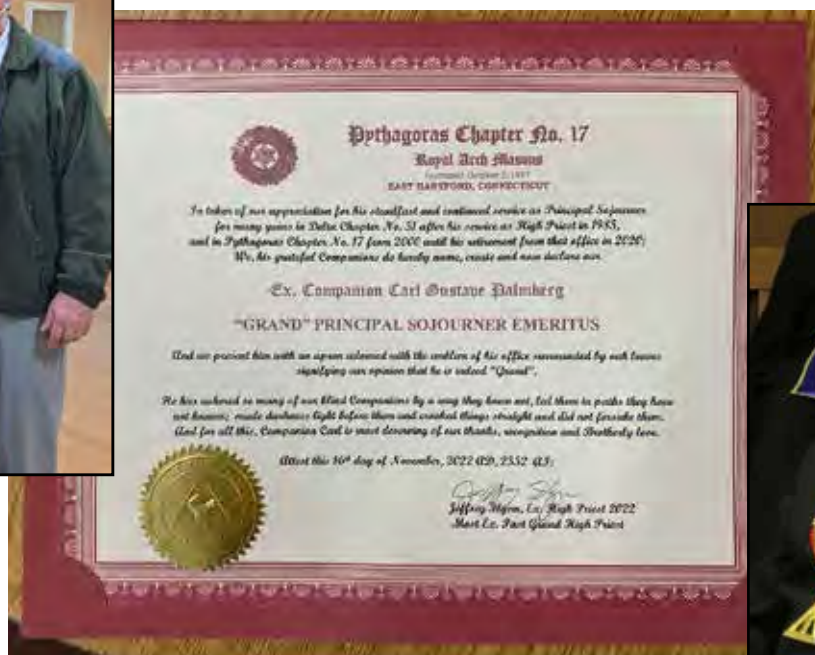 Pythagoras Chapter No. 17
Royal Arch Masons
EAST HARTFORD, CONNECTICUT
In token of our appreciation for his steadfast and continued service as Principal Sojourner
for many years in Delta Chapter No. 51 after his service as High Priest in 1985,
and in Pythagoras Chapter No. 17 from 2000 until his retirement from that office in 2020;
We, his grateful Companions do hereby name, create and now declare our
Ex. Companion Carl Gustave Palmberg
"GRAND" PRINCIPAL SOJOURNER EMERITUS
And we present him with an apron adorned with the emblem of his office surrounded by oak leaves
signifying our opinion that he is indeed "Grand".
He has ushered so many of our blind Companions by a way they knew not, led them in paths they have
not known; made darkness light before them and crooked things straight and did not forsake them.
And for all this, Companion Carl is most deserving of our thanks, recognition and Brotherly love.
Attest this 16th day of November, 2022 AD, 2552 AI:
Jeffrey Ex. High Priest 2022
Most Ex. Past Grand High Priest